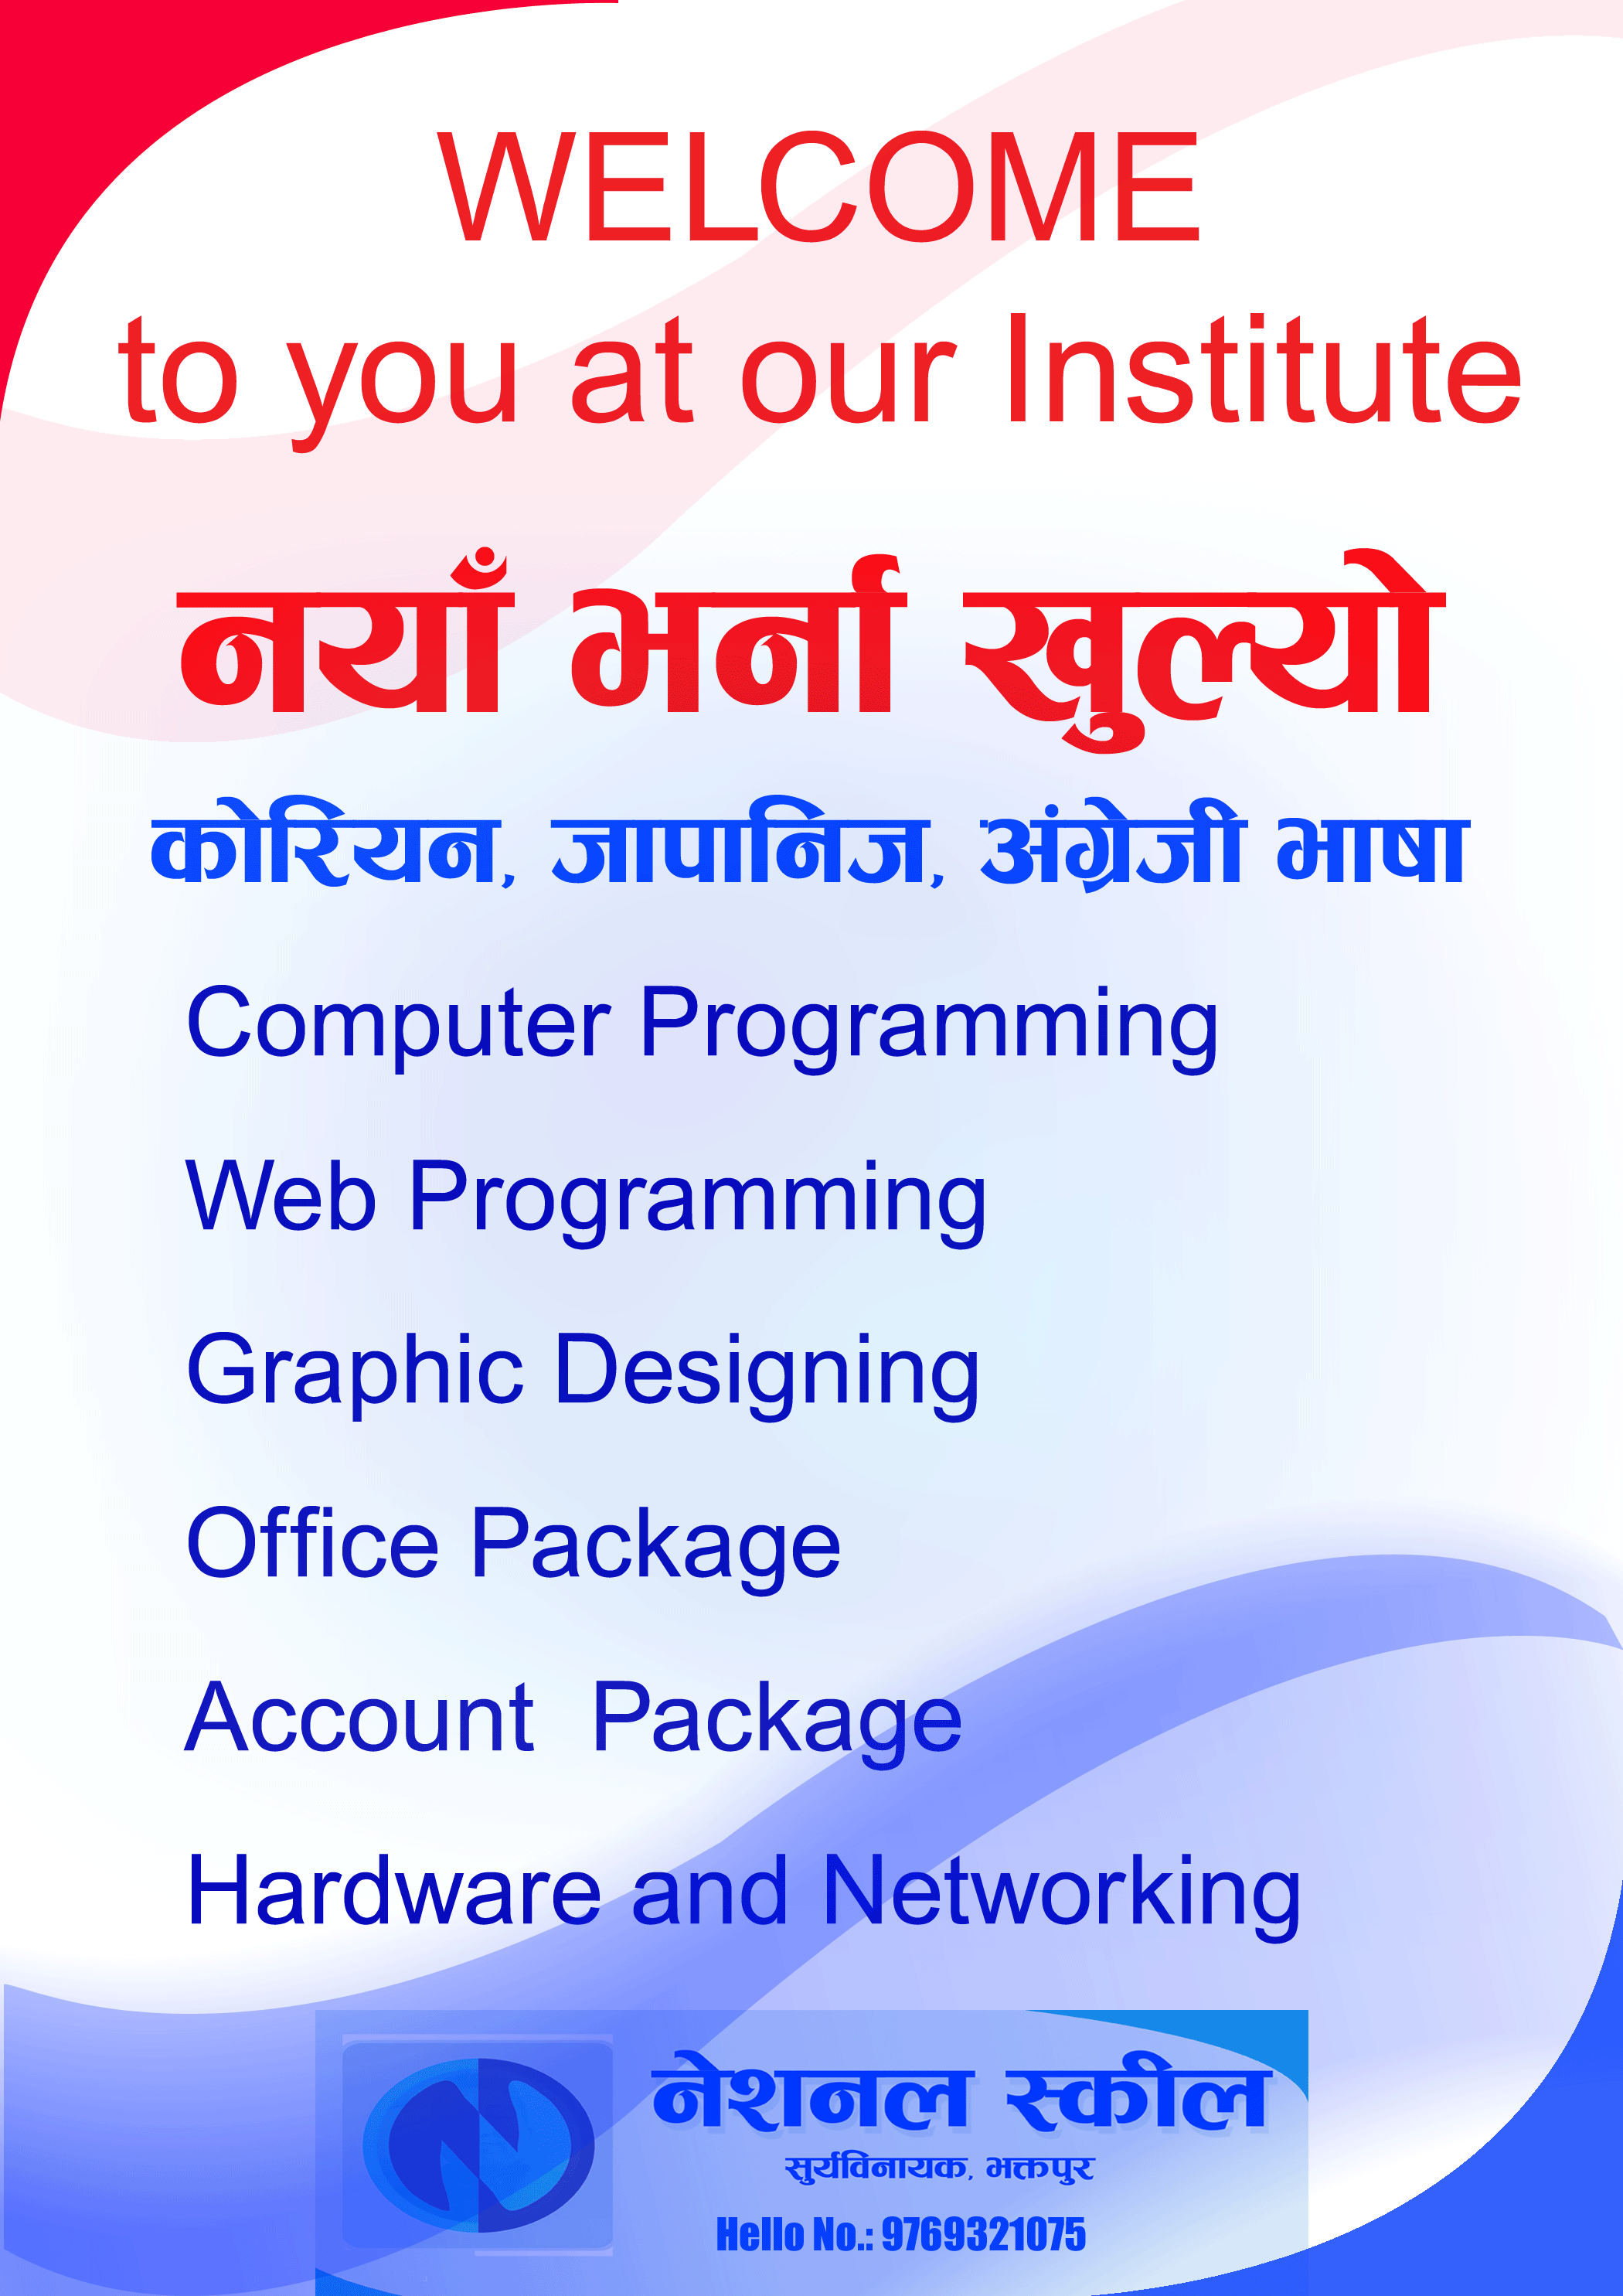 WELCOME
to you at our Institute
नयाँ भर्ना खुल्यो
कोरियन, जापानिज, अंग्रेजी भाषा
Computer Programming
Web Programming
Graphic Designing
Office Package
Account  Package
Hardware and Networking
नेशनल स्कील
सुर्यविनायक, भक्तपुर
Hello No.: 9769321075